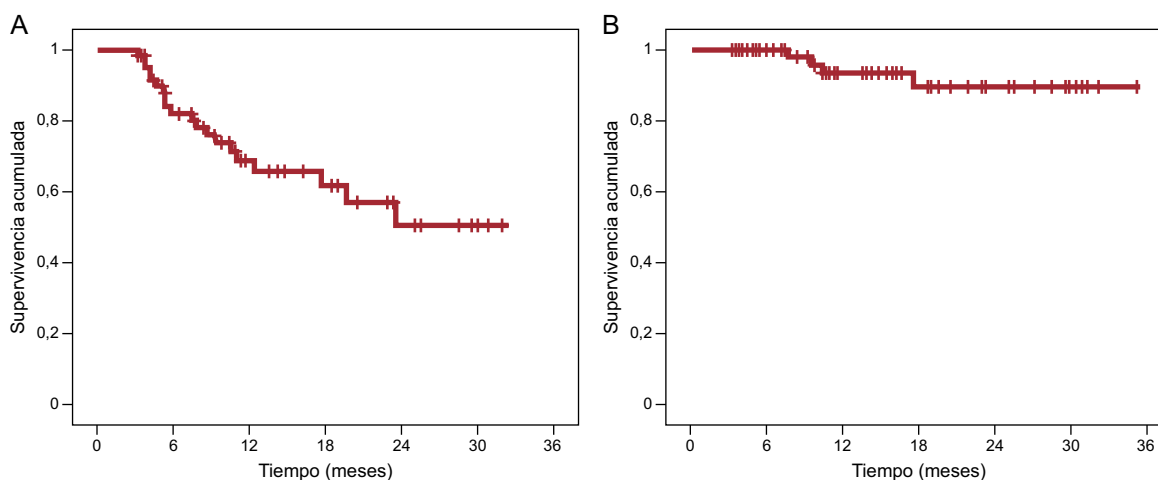 A
Supervivencia acumulada
1
0,8
0,6
0,4
0,2
0
0 6 12 18 24 30 36
Tiempo (meses)
B
Supervivencia acumulada
1
0,8
0,6
0,4
0,2
0
0 6 12 18 24 30 36
Tiempo (meses)